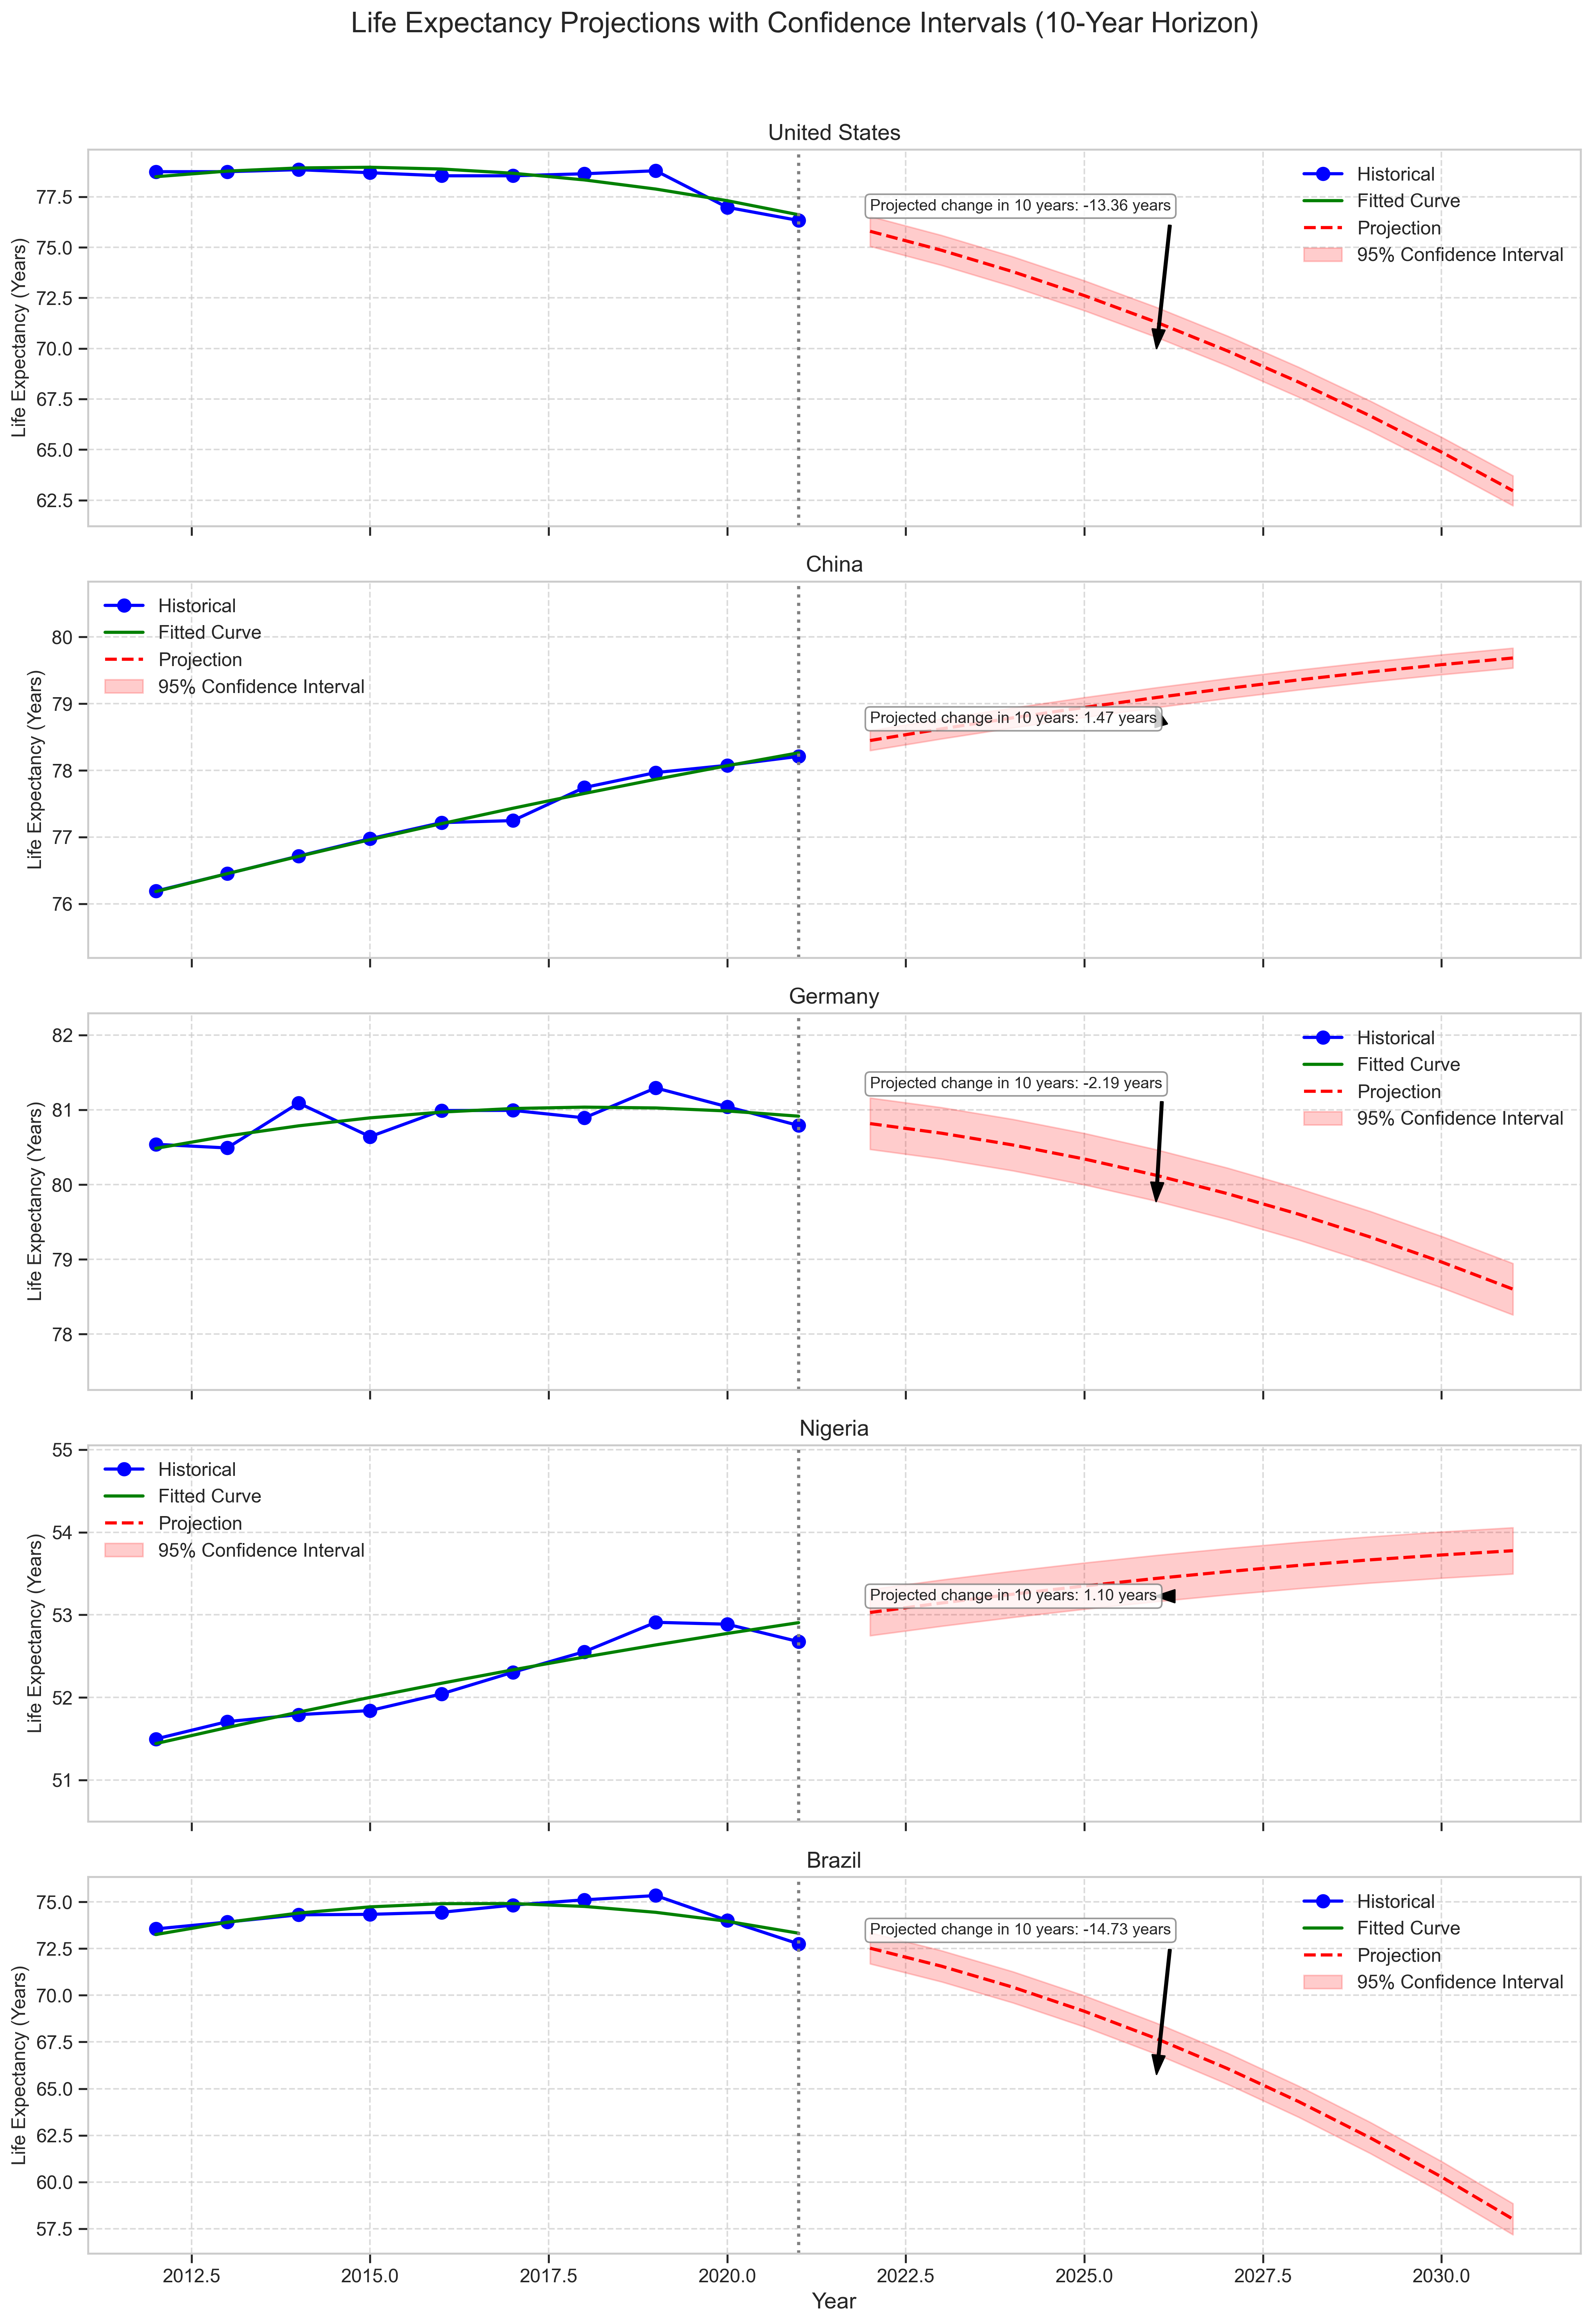 Life Expectancy Projections with Confidence Intervals (10-Year Horizon)
United States
Life Expectancy (Years)
77.5
75.0
72.5
70.0
67.5
65.0
62.5
Projected change in 10 years: -13.36 years
Historical
Fitted Curve
Projection
95% Confidence Interval
China
Life Expectancy (Years)
80
79
78
77
76
Historical
Fitted Curve
Projection
95% Confidence Interval
Projected change in 10 years: 1.47 years
Germany
Life Expectancy (Years)
82
81
80
79
78
Projected change in 10 years: -2.19 years
Historical
Fitted Curve
Projection
95% Confidence Interval
Nigeria
Life Expectancy (Years)
55
54
53
52
51
Historical
Fitted Curve
Projection
95% Confidence Interval
Projected change in 10 years: 1.10 years
Brazil
Life Expectancy (Years)
75.0
72.5
70.0
67.5
65.0
62.5
60.0
57.5
Projected change in 10 years: -14.73 years
Historical
Fitted Curve
Projection
95% Confidence Interval
2012.5 2015.0 2017.5 2020.0 2022.5 2025.0 2027.5 2030.0
Year